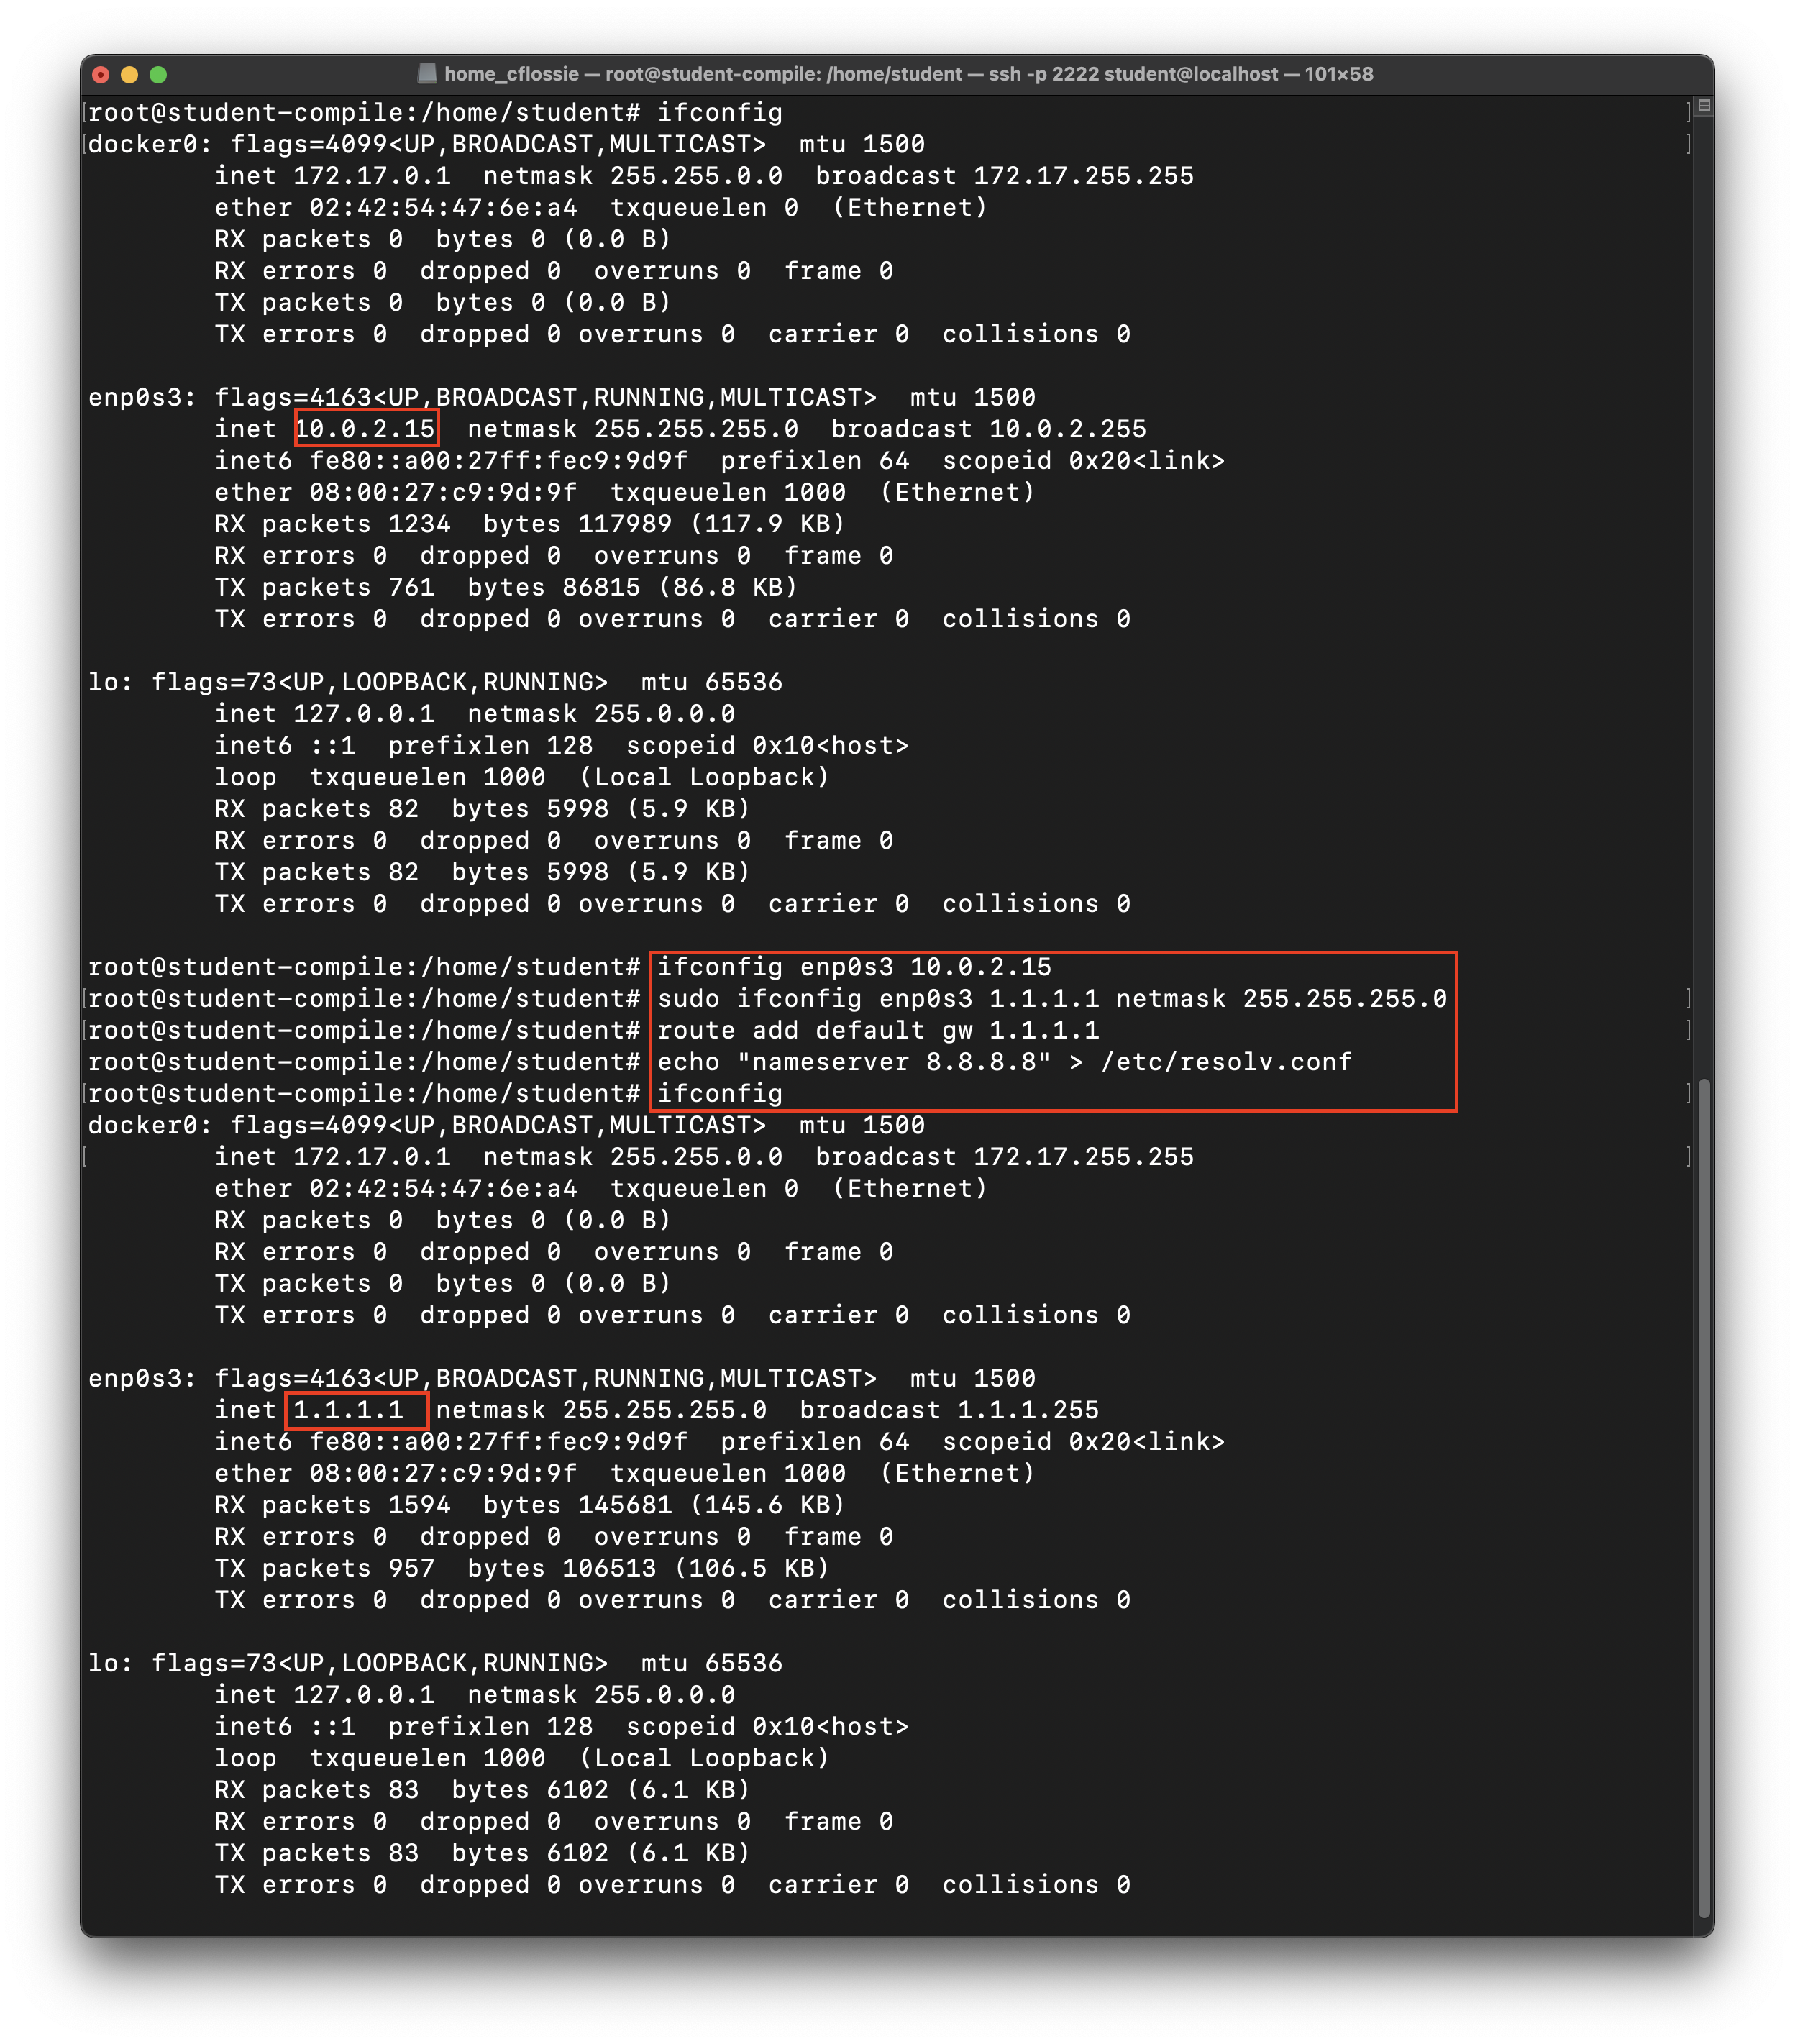 home_cflossie — root@student-compile: /home/student — ssh -p 2222 student@localhost — 101×58
[root@student-compile:/home/student# ifconfig ]
[docker0: flags=4099<UP,BROADCAST,MULTICAST>  mtu 1500 ]
        inet 172.17.0.1  netmask 255.255.0.0  broadcast 172.17.255.255
        ether 02:42:54:47:6e:a4  txqueuelen 0  (Ethernet)
        RX packets 0  bytes 0 (0.0 B)
        RX errors 0  dropped 0  overruns 0  frame 0
        TX packets 0  bytes 0 (0.0 B)
        TX errors 0  dropped 0 overruns 0  carrier 0  collisions 0

enp0s3: flags=4163<UP,BROADCAST,RUNNING,MULTICAST>  mtu 1500
        inet 10.0.2.15  netmask 255.255.255.0  broadcast 10.0.2.255
        inet6 fe80::a00:27ff:fec9:9d9f  prefixlen 64  scopeid 0x20<link>
        ether 08:00:27:c9:9d:9f  txqueuelen 1000  (Ethernet)
        RX packets 1234  bytes 117989 (117.9 KB)
        RX errors 0  dropped 0  overruns 0  frame 0
        TX packets 761  bytes 86815 (86.8 KB)
        TX errors 0  dropped 0 overruns 0  carrier 0  collisions 0

lo: flags=73<UP,LOOPBACK,RUNNING>  mtu 65536
        inet 127.0.0.1  netmask 255.0.0.0
        inet6 ::1  prefixlen 128  scopeid 0x10<host>
        loop  txqueuelen 1000  (Local Loopback)
        RX packets 82  bytes 5998 (5.9 KB)
        RX errors 0  dropped 0  overruns 0  frame 0
        TX packets 82  bytes 5998 (5.9 KB)
        TX errors 0  dropped 0 overruns 0  carrier 0  collisions 0

root@student-compile:/home/student# ifconfig enp0s3 10.0.2.15
[root@student-compile:/home/student# sudo ifconfig enp0s3 1.1.1.1 netmask 255.255.255.0 ]
[root@student-compile:/home/student# route add default gw 1.1.1.1 ]
root@student-compile:/home/student# echo "nameserver 8.8.8.8" > /etc/resolv.conf
[root@student-compile:/home/student# ifconfig ]
docker0: flags=4099<UP,BROADCAST,MULTICAST>  mtu 1500
[        inet 172.17.0.1  netmask 255.255.0.0  broadcast 172.17.255.255 ]
        ether 02:42:54:47:6e:a4  txqueuelen 0  (Ethernet)
        RX packets 0  bytes 0 (0.0 B)
        RX errors 0  dropped 0  overruns 0  frame 0
        TX packets 0  bytes 0 (0.0 B)
        TX errors 0  dropped 0 overruns 0  carrier 0  collisions 0

enp0s3: flags=4163<UP,BROADCAST,RUNNING,MULTICAST>  mtu 1500
        inet 1.1.1.1  netmask 255.255.255.0  broadcast 1.1.1.255
        inet6 fe80::a00:27ff:fec9:9d9f  prefixlen 64  scopeid 0x20<link>
        ether 08:00:27:c9:9d:9f  txqueuelen 1000  (Ethernet)
        RX packets 1594  bytes 145681 (145.6 KB)
        RX errors 0  dropped 0  overruns 0  frame 0
        TX packets 957  bytes 106513 (106.5 KB)
        TX errors 0  dropped 0 overruns 0  carrier 0  collisions 0

lo: flags=73<UP,LOOPBACK,RUNNING>  mtu 65536
        inet 127.0.0.1  netmask 255.0.0.0
        inet6 ::1  prefixlen 128  scopeid 0x10<host>
        loop  txqueuelen 1000  (Local Loopback)
        RX packets 83  bytes 6102 (6.1 KB)
        RX errors 0  dropped 0  overruns 0  frame 0
        TX packets 83  bytes 6102 (6.1 KB)
        TX errors 0  dropped 0 overruns 0  carrier 0  collisions 0